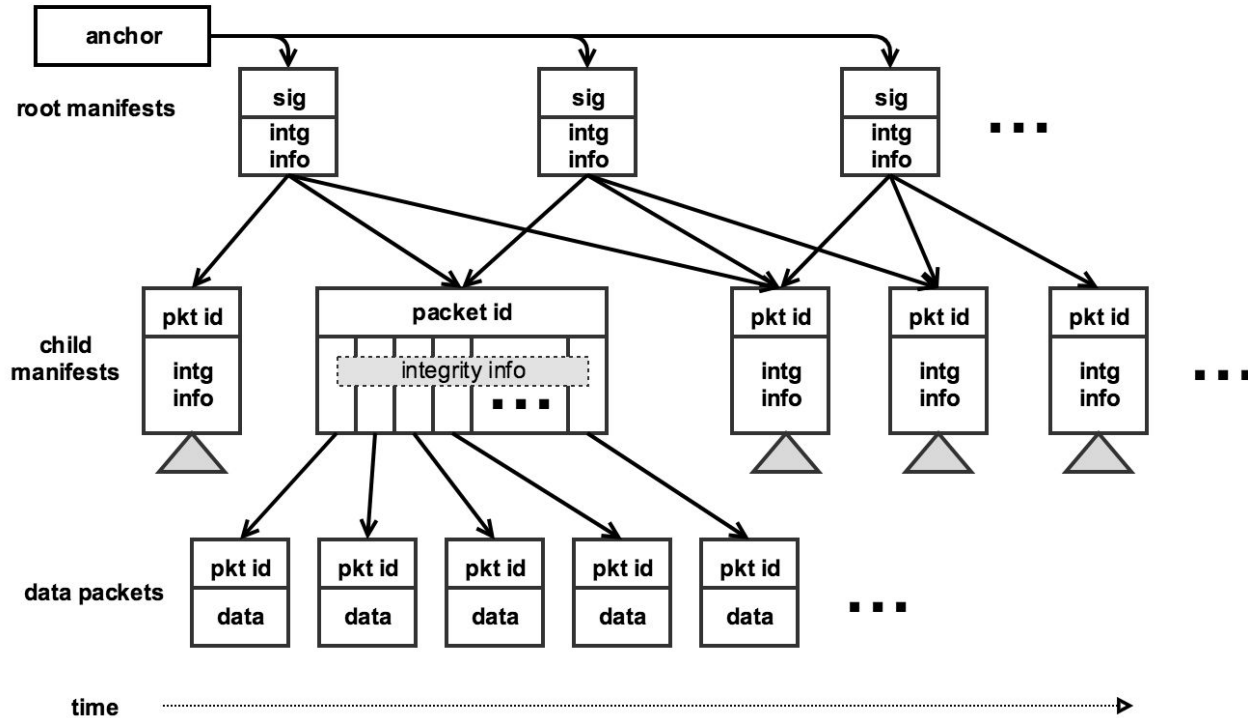 anchor
root manifests
sig
intg
info
sig
intg
info
sig
intg
info
...
child
manifests
pkt id
intg
info
packet id
integrity info
...
pkt id
intg
info
pkt id
intg
info
pkt id
intg
info
...
data packets
pkt id
data
pkt id
data
pkt id
data
pkt id
data
pkt id
data
...
time